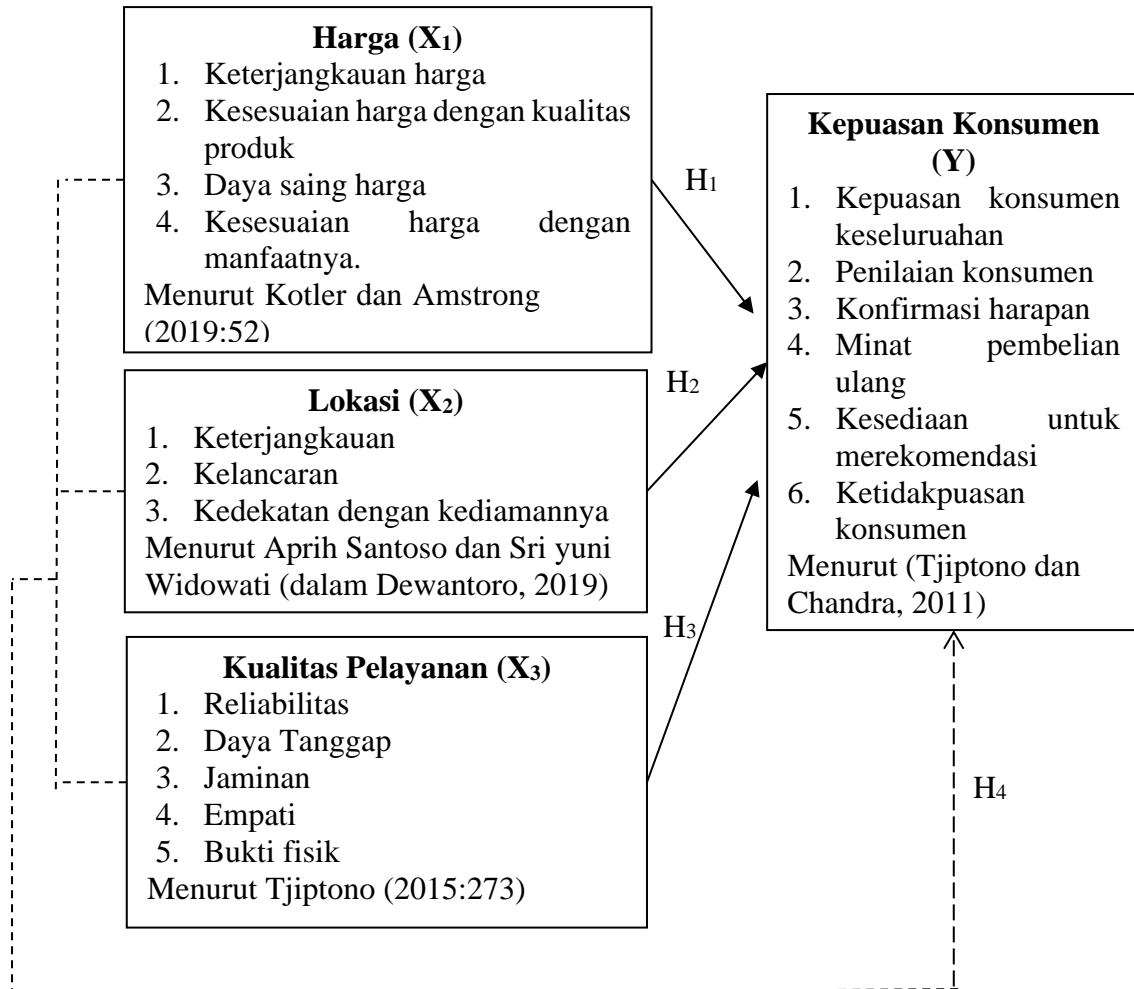 Harga (X1)
1. Keterjangkauan harga
2. Kesesuaian harga dengan kualitas
produk
3. Daya saing harga
4. Kesesuaian harga dengan
manfaatnya.
Menurut Kotler dan Amstrong
(2019:52)
H1
Lokasi (X2)
1. Keterjangkauan
2. Kelancaran
3. Kedekatan dengan kediamannya
Menurut Aprih Santoso dan Sri yuni
Widowati (dalam Dewantoro, 2019)
H2
Kualitas Pelayanan (X3)
1. Reliabilitas
2. Daya Tanggap
3. Jaminan
4. Empati
5. Bukti fisik
Menurut Tjiptono (2015:273)
H3
Kepuasan Konsumen
(Y)
1. Kepuasan konsumen
keseluruahan
2. Penilaian konsumen
3. Konfirmasi harapan
4. Minat pembelian
ulang
5. Kesediaan untuk
merekomendasi
6. Ketidakpuasan
konsumen
Menurut (Tjiptono dan
Chandra, 2011)
H4